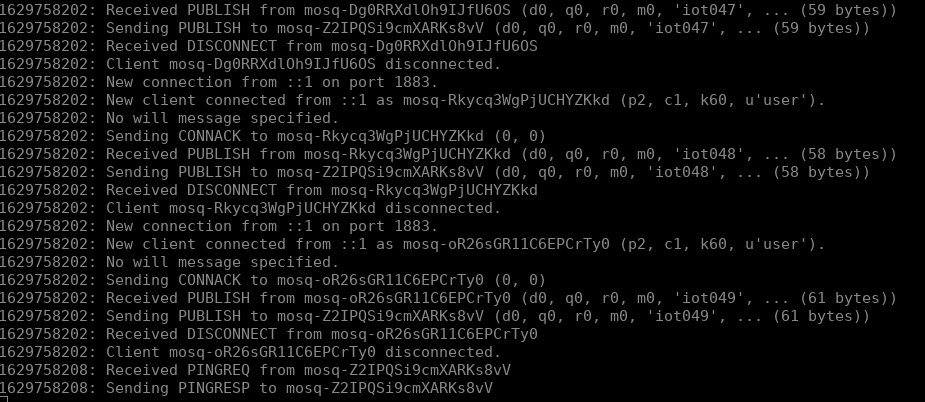 1629758202: Received PUBLISH from mosq-Dg0RRXdlOh9IJfU6OS (d0, q0, r0, m0, 'iot047', ... (59 bytes))
1629758202: Sending PUBLISH to mosq-Z2IPQSi9cmXARKs8vV (d0, q0, r0, m0, 'iot047', ... (59 bytes))
1629758202: Received DISCONNECT from mosq-Dg0RRXdlOh9IJfU6OS
1629758202: Client mosq-Dg0RRXdlOh9IJfU6OS disconnected.
1629758202: New connection from ::1 on port 1883.
1629758202: New client connected from ::1 as mosq-Rkycq3WgPjUCHYZKkd (p2, c1, k60, u'user').
1629758202: No will message specified.
1629758202: Sending CONNACK to mosq-Rkycq3WgPjUCHYZKkd (0, 0)
1629758202: Received PUBLISH from mosq-Rkycq3WgPjUCHYZKkd (d0, q0, r0, m0, 'iot048', ... (58 bytes))
1629758202: Sending PUBLISH to mosq-Z2IPQSi9cmXARKs8vV (d0, q0, r0, m0, 'iot048', ... (58 bytes))
1629758202: Received DISCONNECT from mosq-Rkycq3WgPjUCHYZKkd
1629758202: Client mosq-Rkycq3WgPjUCHYZKkd disconnected.
1629758202: New connection from ::1 on port 1883.
1629758202: New client connected from ::1 as mosq-oR26sGR11C6EPCrTy0 (p2, c1, k60, u'user').
1629758202: No will message specified.
1629758202: Sending CONNACK to mosq-oR26sGR11C6EPCrTy0 (0, 0)
1629758202: Received PUBLISH from mosq-oR26sGR11C6EPCrTy0 (d0, q0, r0, m0, 'iot049', ... (61 bytes))
1629758202: Sending PUBLISH to mosq-Z2IPQSi9cmXARKs8vV (d0, q0, r0, m0, 'iot049', ... (61 bytes))
1629758202: Received DISCONNECT from mosq-oR26sGR11C6EPCrTy0
1629758202: Client mosq-oR26sGR11C6EPCrTy0 disconnected.
1629758208: Received PINGREQ from mosq-Z2IPQSi9cmXARKs8vV
1629758208: Sending PINGRESP to mosq-Z2IPQSi9cmXARKs8vV